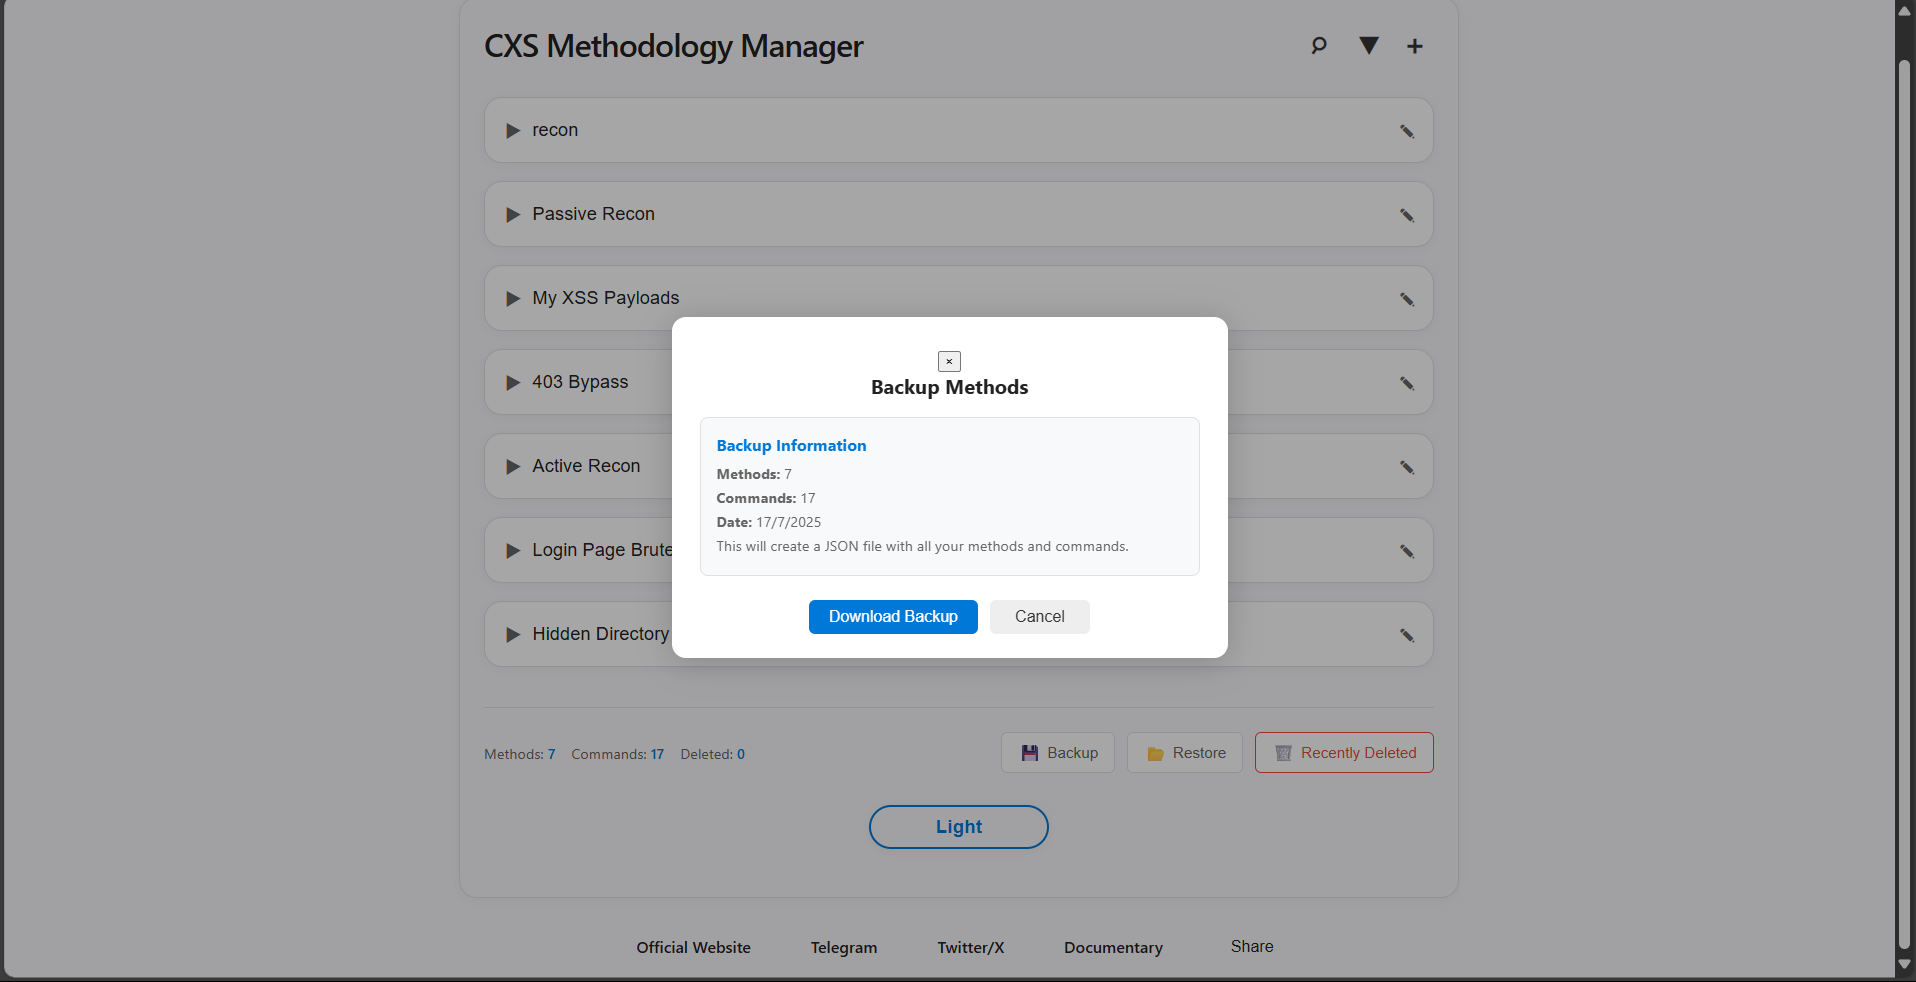 CXS Methodology Manager
recon
Passive Recon
My XSS Payloads
403 Bypass
Active Recon
Login Page Brute
Hidden Directory
×
Backup Methods
Backup Information
Methods: 7
Commands: 17
Date: 17/7/2025
This will create a JSON file with all your methods and commands.
Download Backup Cancel
Methods: 7 Commands: 17 Deleted: 0 Backup Restore Recently Deleted
Light
Official Website Telegram Twitter/X Documentary Share